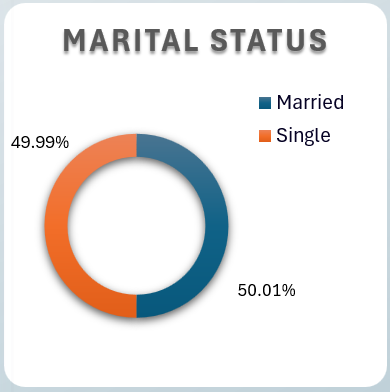 MARITAL STATUS
Married
Single
49.99%
50.01%